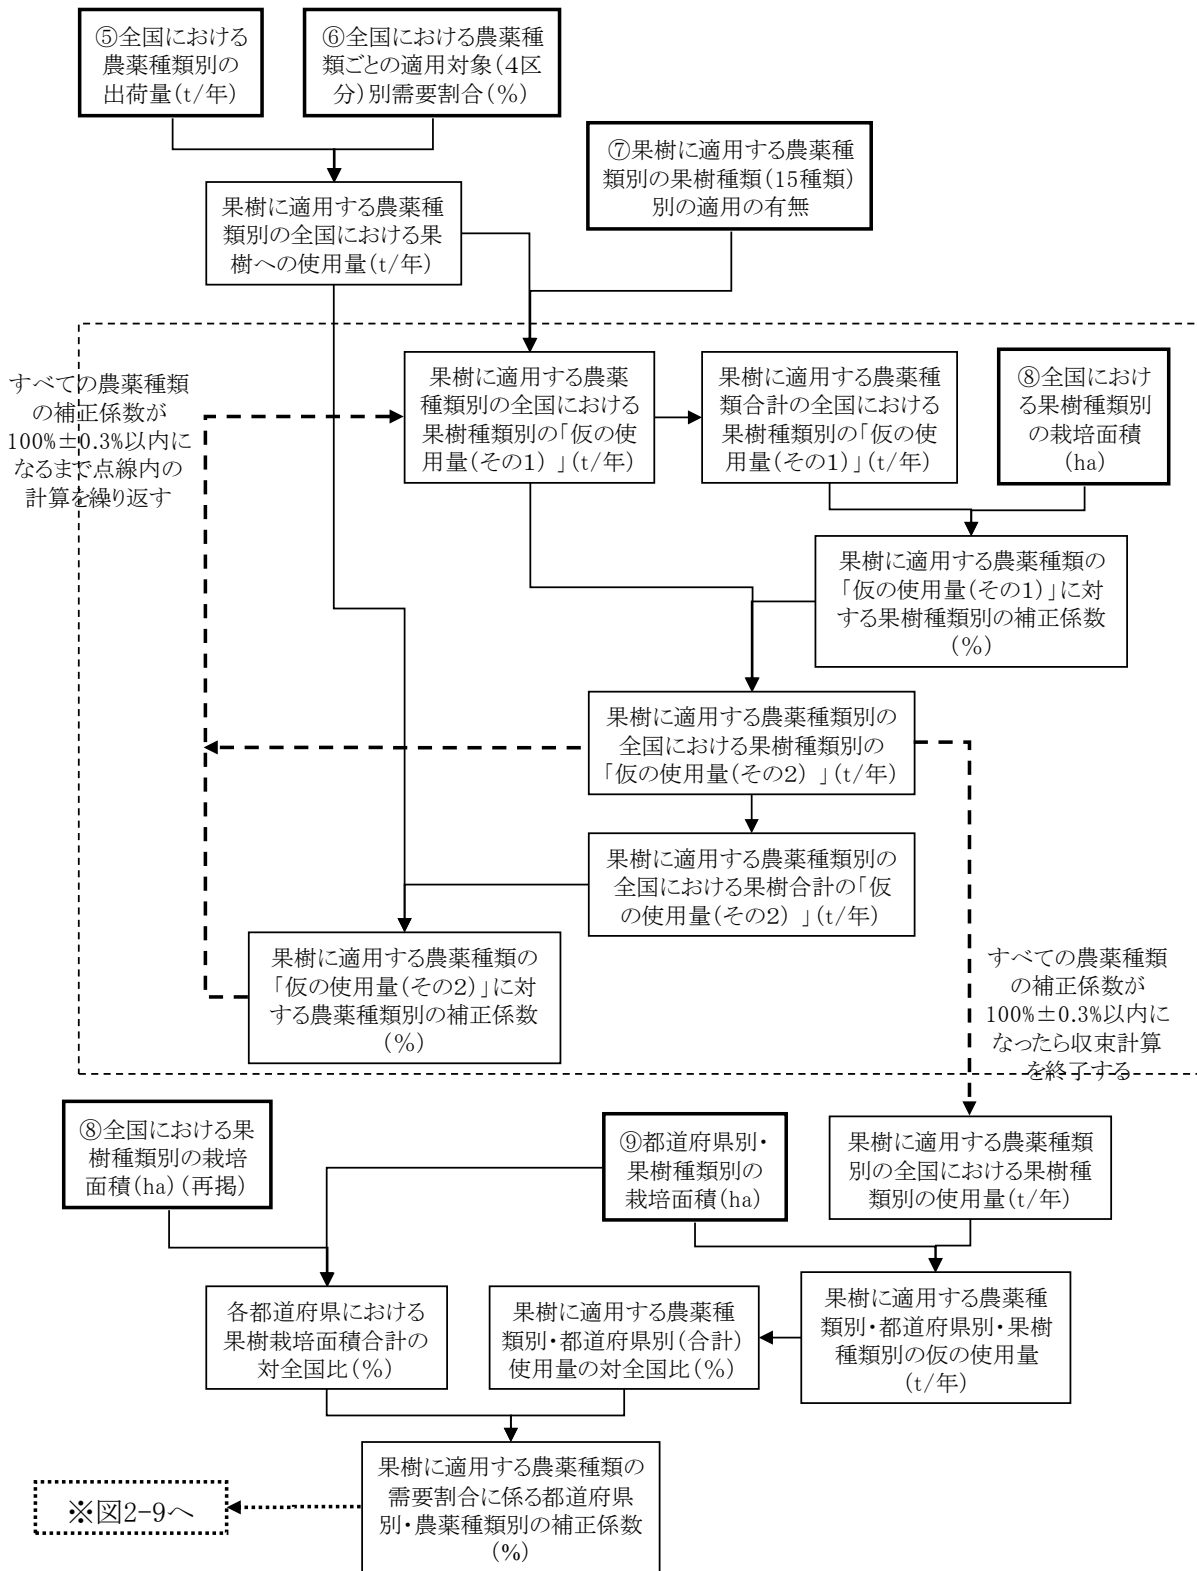 ⑤全国における
農薬種類別の
出荷量(t/年)
⑥全国における農薬種
類ごとの適用対象(4区
分)別需要割合(%)
⑦果樹に適用する農薬種
類別の果樹種類(15種類)
別の適用の有無
果樹に適用する農薬種
類別の全国における果
樹への使用量(t/年)
すべての農薬種類
の補正係数が
100%±0.3%以内に
なるまで点線内の
計算を繰り返す
果樹に適用する農薬
種類別の全国における
果樹種類別の「仮の使
用量(その1) 」(t/年)
果樹に適用する農薬種
類合計の全国における
果樹種類別の「仮の使
用量(その1)」(t/年)
⑧全国におけ
る果樹種類別
の栽培面積
(ha)
果樹に適用する農薬種類の
「仮の使用量(その1)」に対
する果樹種類別の補正係数
(%)
果樹に適用する農薬種類別の
全国における果樹種類別の
「仮の使用量(その2) 」(t/年)
果樹に適用する農薬種類別の
全国における果樹合計の「仮
の使用量(その2) 」(t/年)
果樹に適用する農薬種類の
「仮の使用量(その2)」に対
する農薬種類別の補正係数
(%)
すべての農薬種類
の補正係数が
100%±0.3%以内に
なったら収束計算
を終了する
⑧全国における果
樹種類別の栽培
面積(ha)(再掲)
⑨都道府県別・
果樹種類別の
栽培面積(ha)
果樹に適用する農薬種類
別の全国における果樹種
類別の使用量(t/年)
各都道府県における
果樹栽培面積合計の
対全国比(%)
果樹に適用する農薬種
類別・都道府県別(合計)
使用量の対全国比(%)
果樹に適用する農薬種
類別・都道府県別・果樹
種類別の仮の使用量
(t/年)
果樹に適用する農薬種類の
需要割合に係る都道府県
別・農薬種類別の補正係数
(%)
※図2-9へ